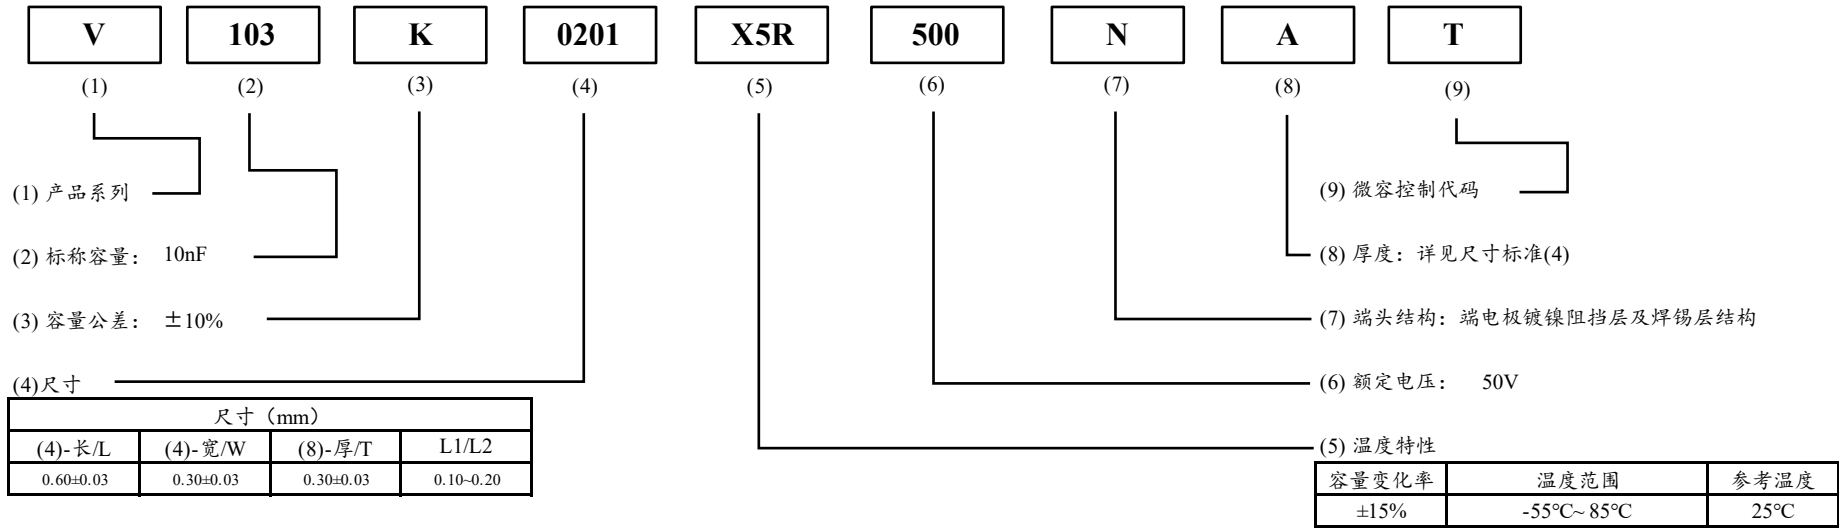 V 103 K 0201 X5R 500 N A T
(1) (2) (3) (4) (5) (6) (7) (8) (9)
(1) 产品系列
(9) 微容控制代码
(2) 标称容量： 10nF
(8) 厚度：详见尺寸标准(4)
(3) 容量公差： ±10%
(7) 端头结构：端电极镀镍阻挡层及焊锡层结构
(4)尺寸
(6) 额定电压： 50V
尺寸（mm）
(4)-长/L (4)-宽/W (8)-厚/T L1/L2
0.60±0.03 0.30±0.03 0.30±0.03 0.10~0.20
(5) 温度特性
容量变化率 温度范围 参考温度
±15% -55℃~ 85℃ 25℃